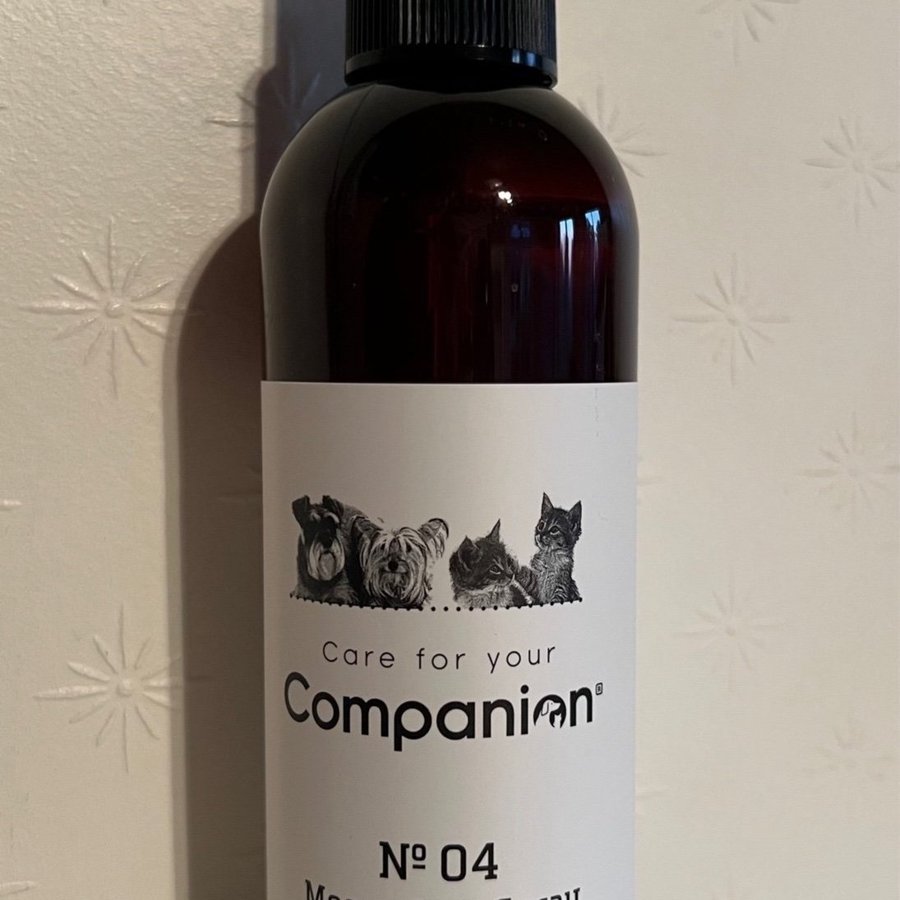 Care for your
Companion®
Nº 04